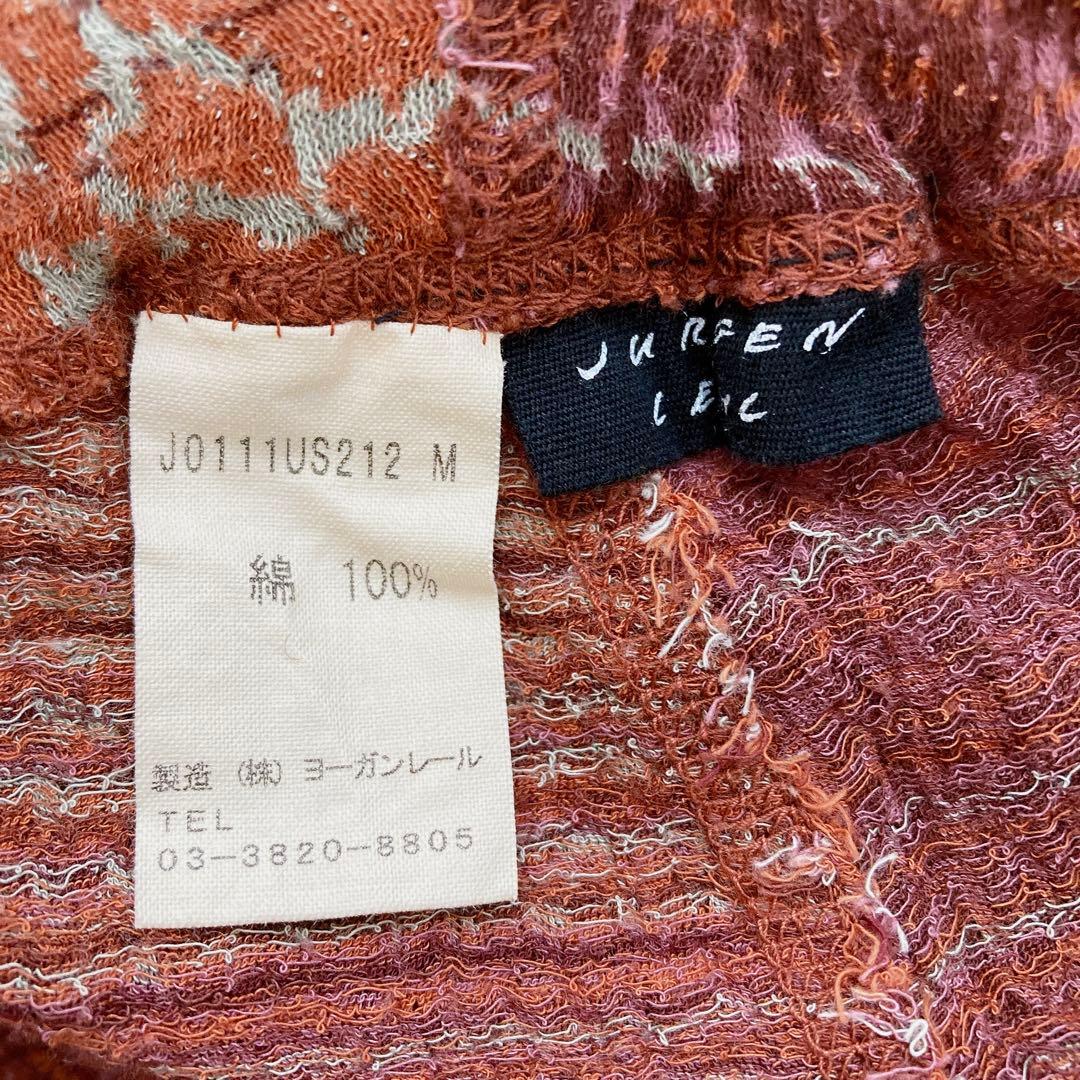 JURGEN
LEHL
J0111US212 M
綿 100%
製造 (株) ヨーガンレール
TEL
03-3820-8805